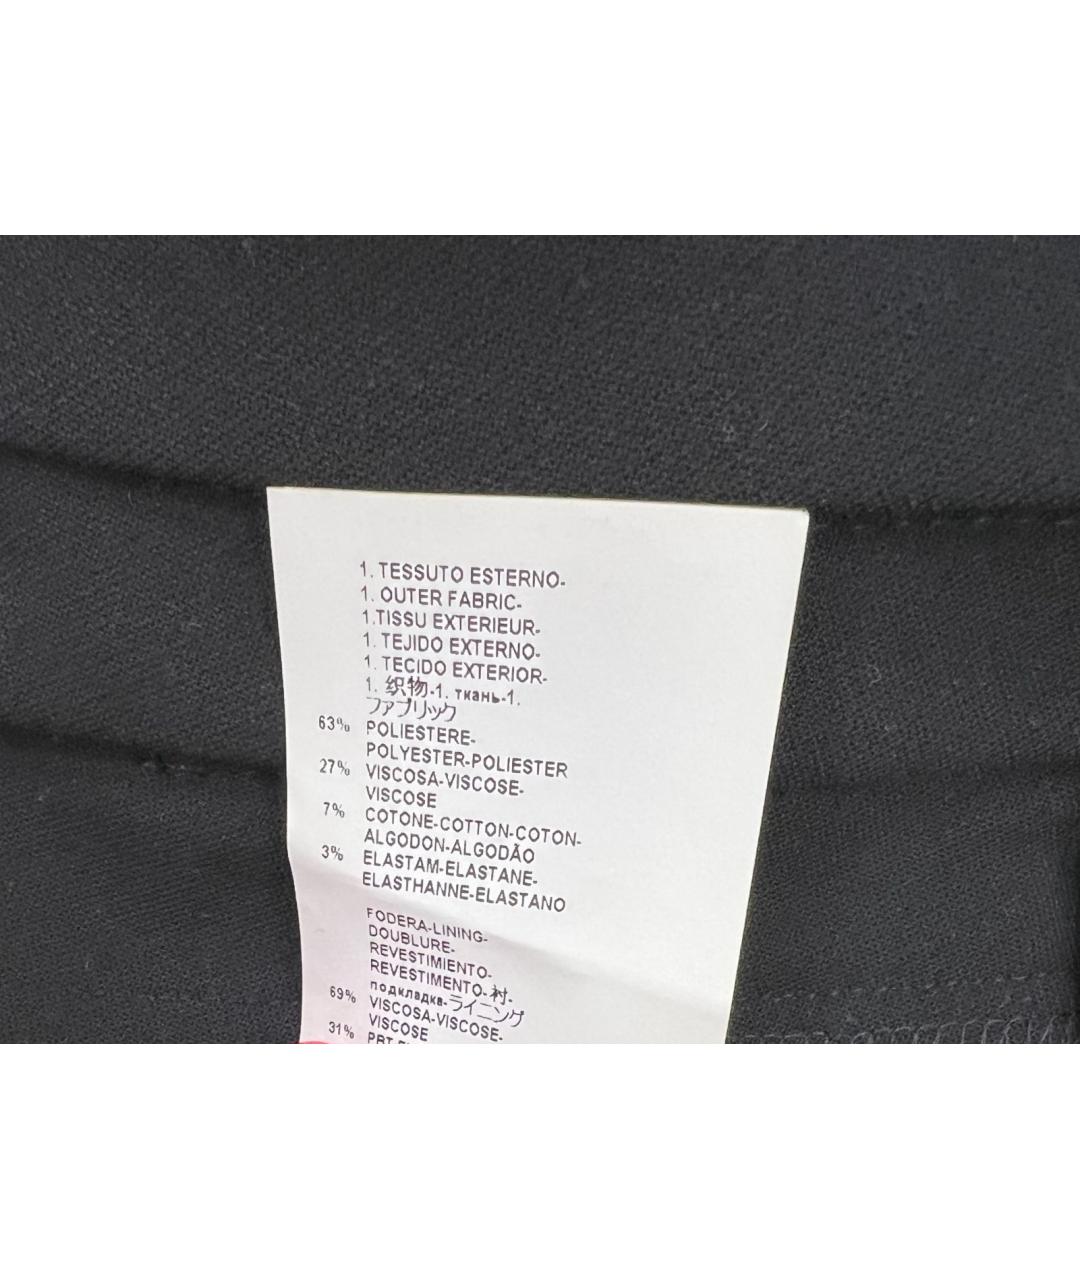 1. TESSUTO ESTERNO-
1. OUTER FABRIC-
1.TISSU EXTERIEUR-
1. TEJIDO EXTERNO-
1. TECIDO EXTERIOR-
1. 织物-1. ткань-1.
ファブリック
63% POLIESTERE-
POLYESTER-POLIESTER
27% VISCOSA-VISCOSE-
VISCOSE
7% COTONE-COTTON-COTON-
ALGODON-ALGODÃO
3% ELASTAM-ELASTANE-
ELASTHANNE-ELASTANO
FODERA-LINING-
DOUBLURE-
REVESTIMIENTO-
REVESTIMENTO-衬-
подкладка-ライニング
69% VISCOSA-VISCOSE-
VISCOSE
31%